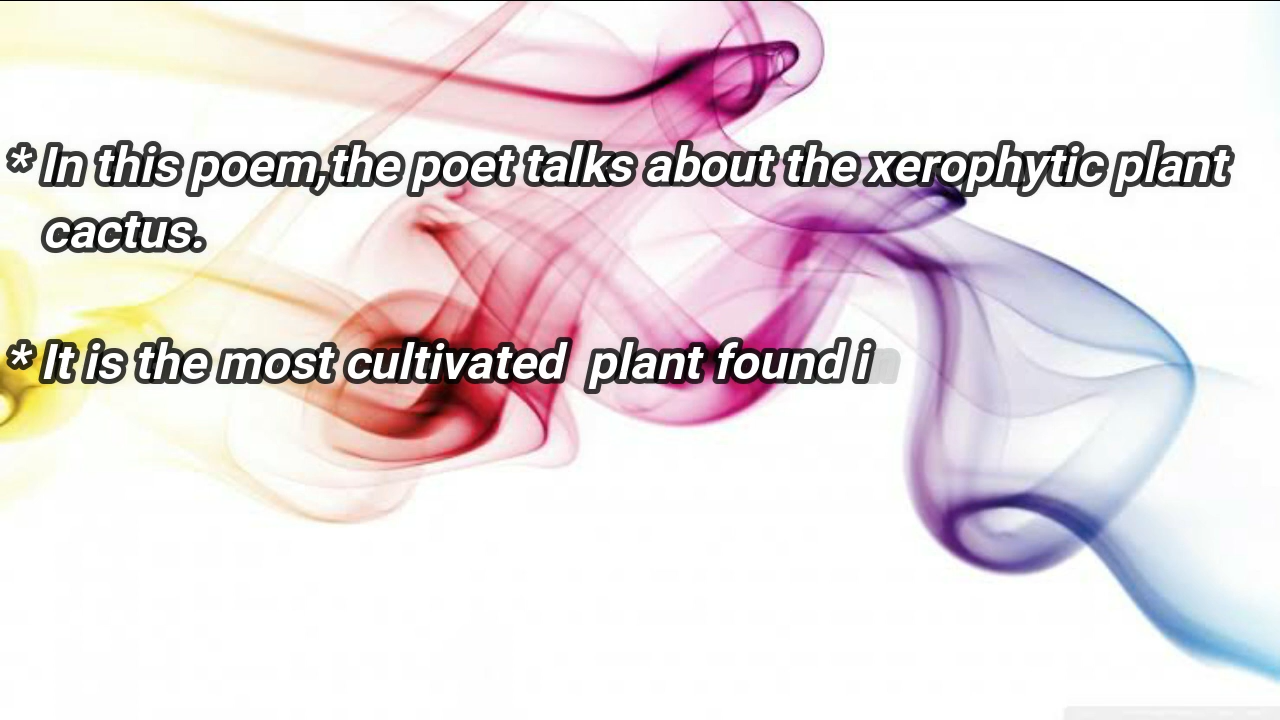 * In this poem,the poet talks about the xerophytic plant
cactus.
* It is the most cultivated  plant found i